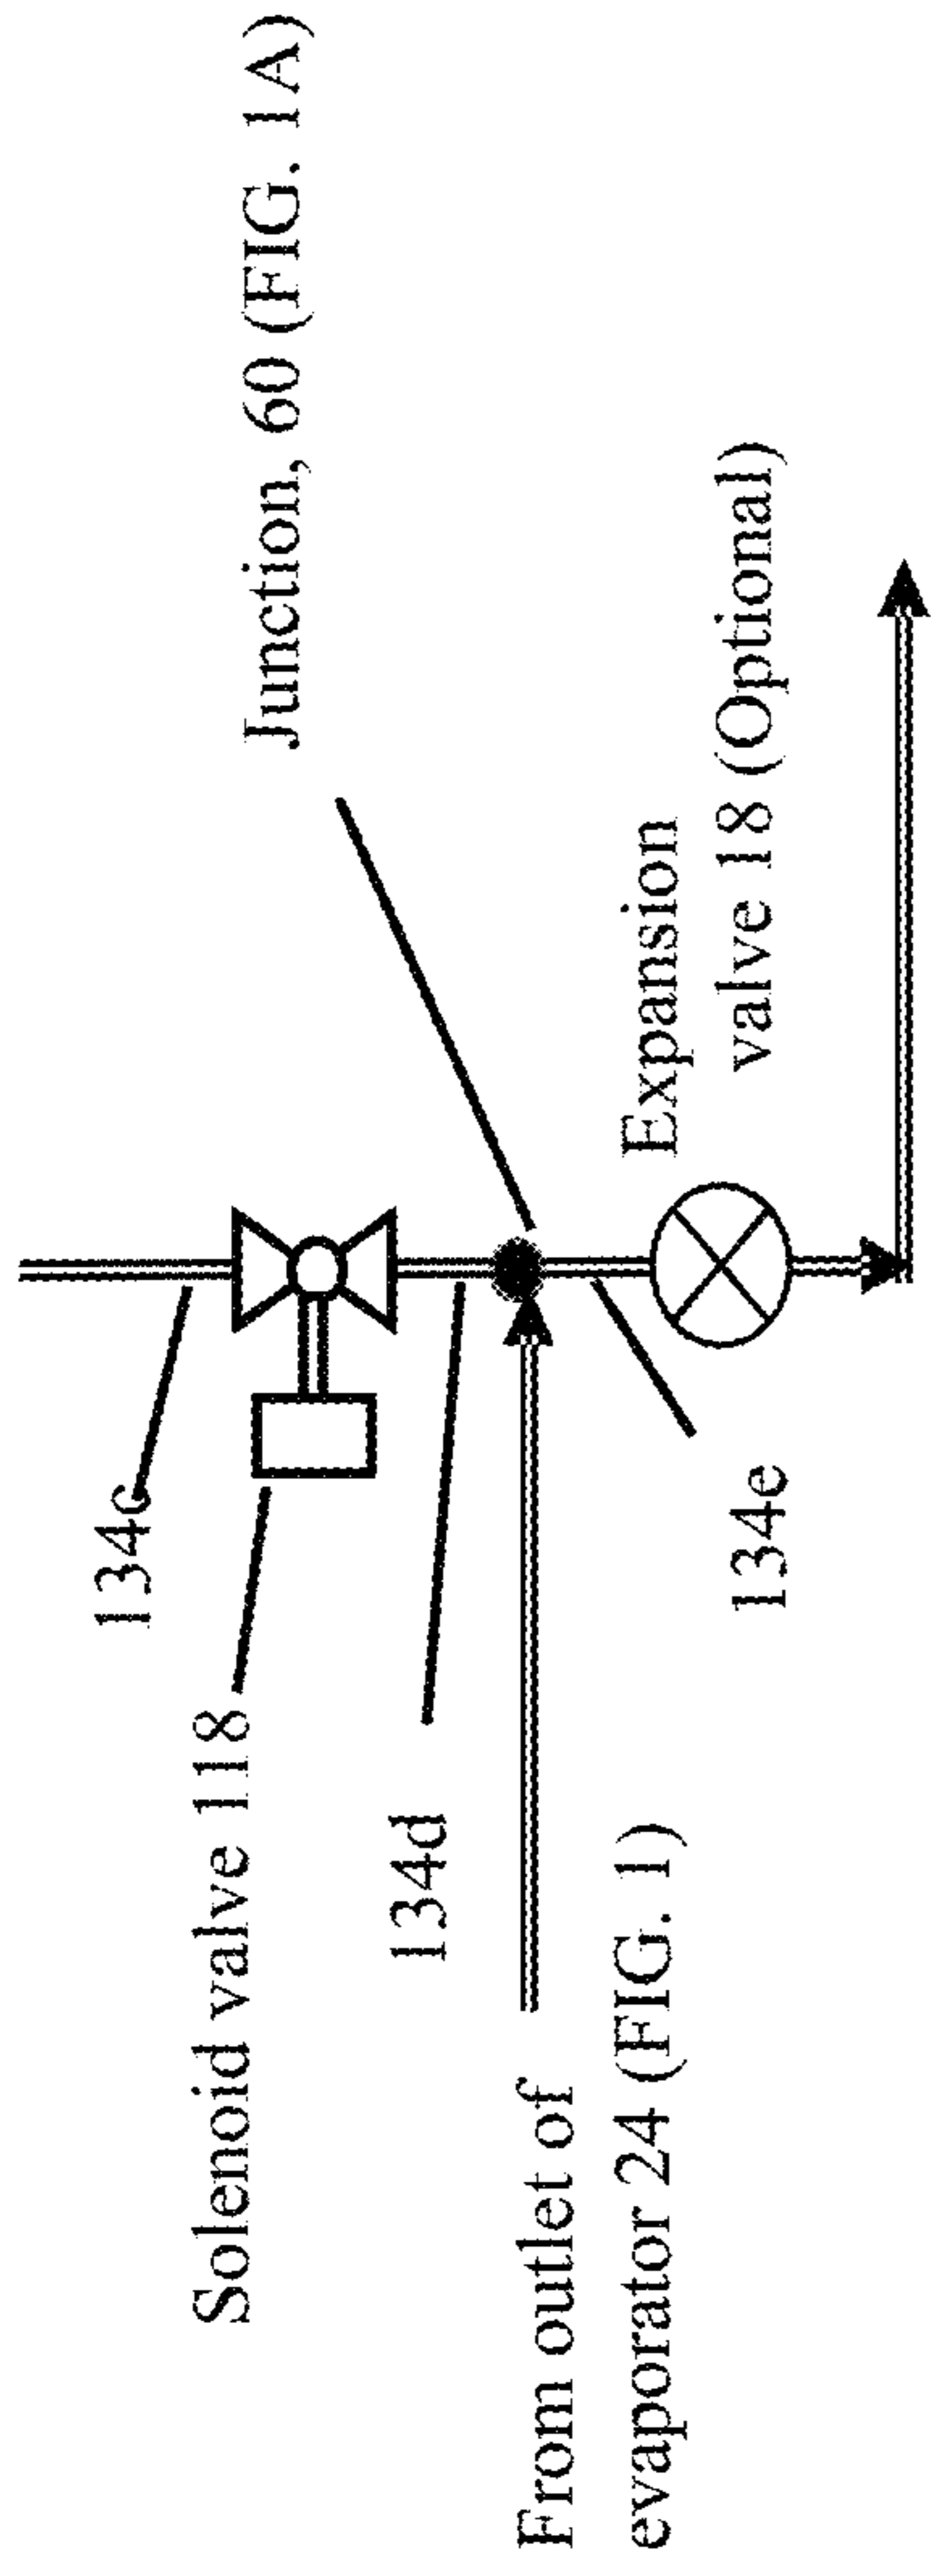 134c
Solenoid valve 118
Junction, 60 (FIG. 1A)
134d
From outlet of
evaporator 24 (FIG. 1)
134e
Expansion
valve 18 (Optional)